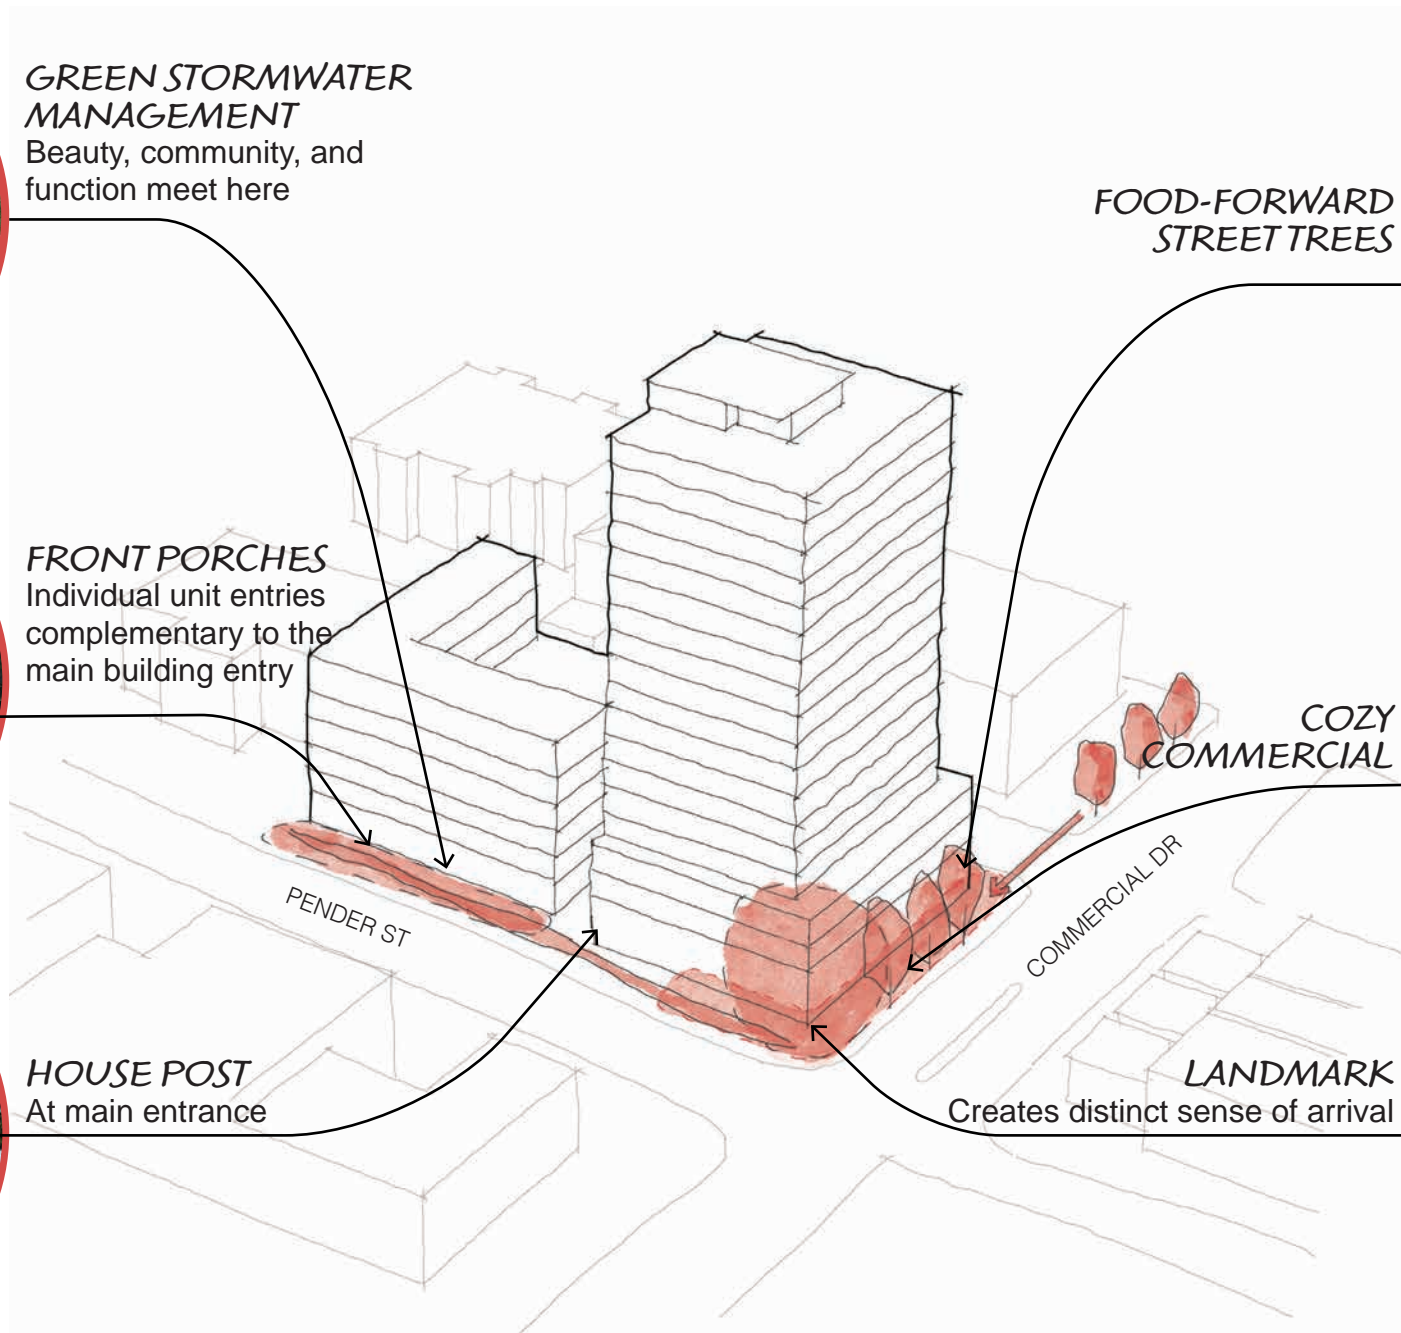 GREEN STORMWATER
MANAGEMENT
Beauty, community, and
function meet here
FOOD-FORWARD
STREET TREES
FRONT PORCHES
Individual unit entries
complementary to the
main building entry
COZY
COMMERCIAL
PENDER ST
COMMERCIAL DR
HOUSE POST
At main entrance
LANDMARK
Creates distinct sense of arrival